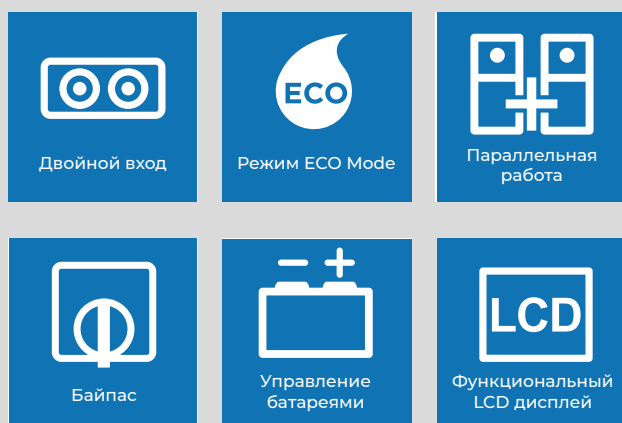 Двойной вход
ECO
Режим ECO Mode
Параллельная
работа
Байпас
Управление
батареями
LCD
Функциональный
LCD дисплей